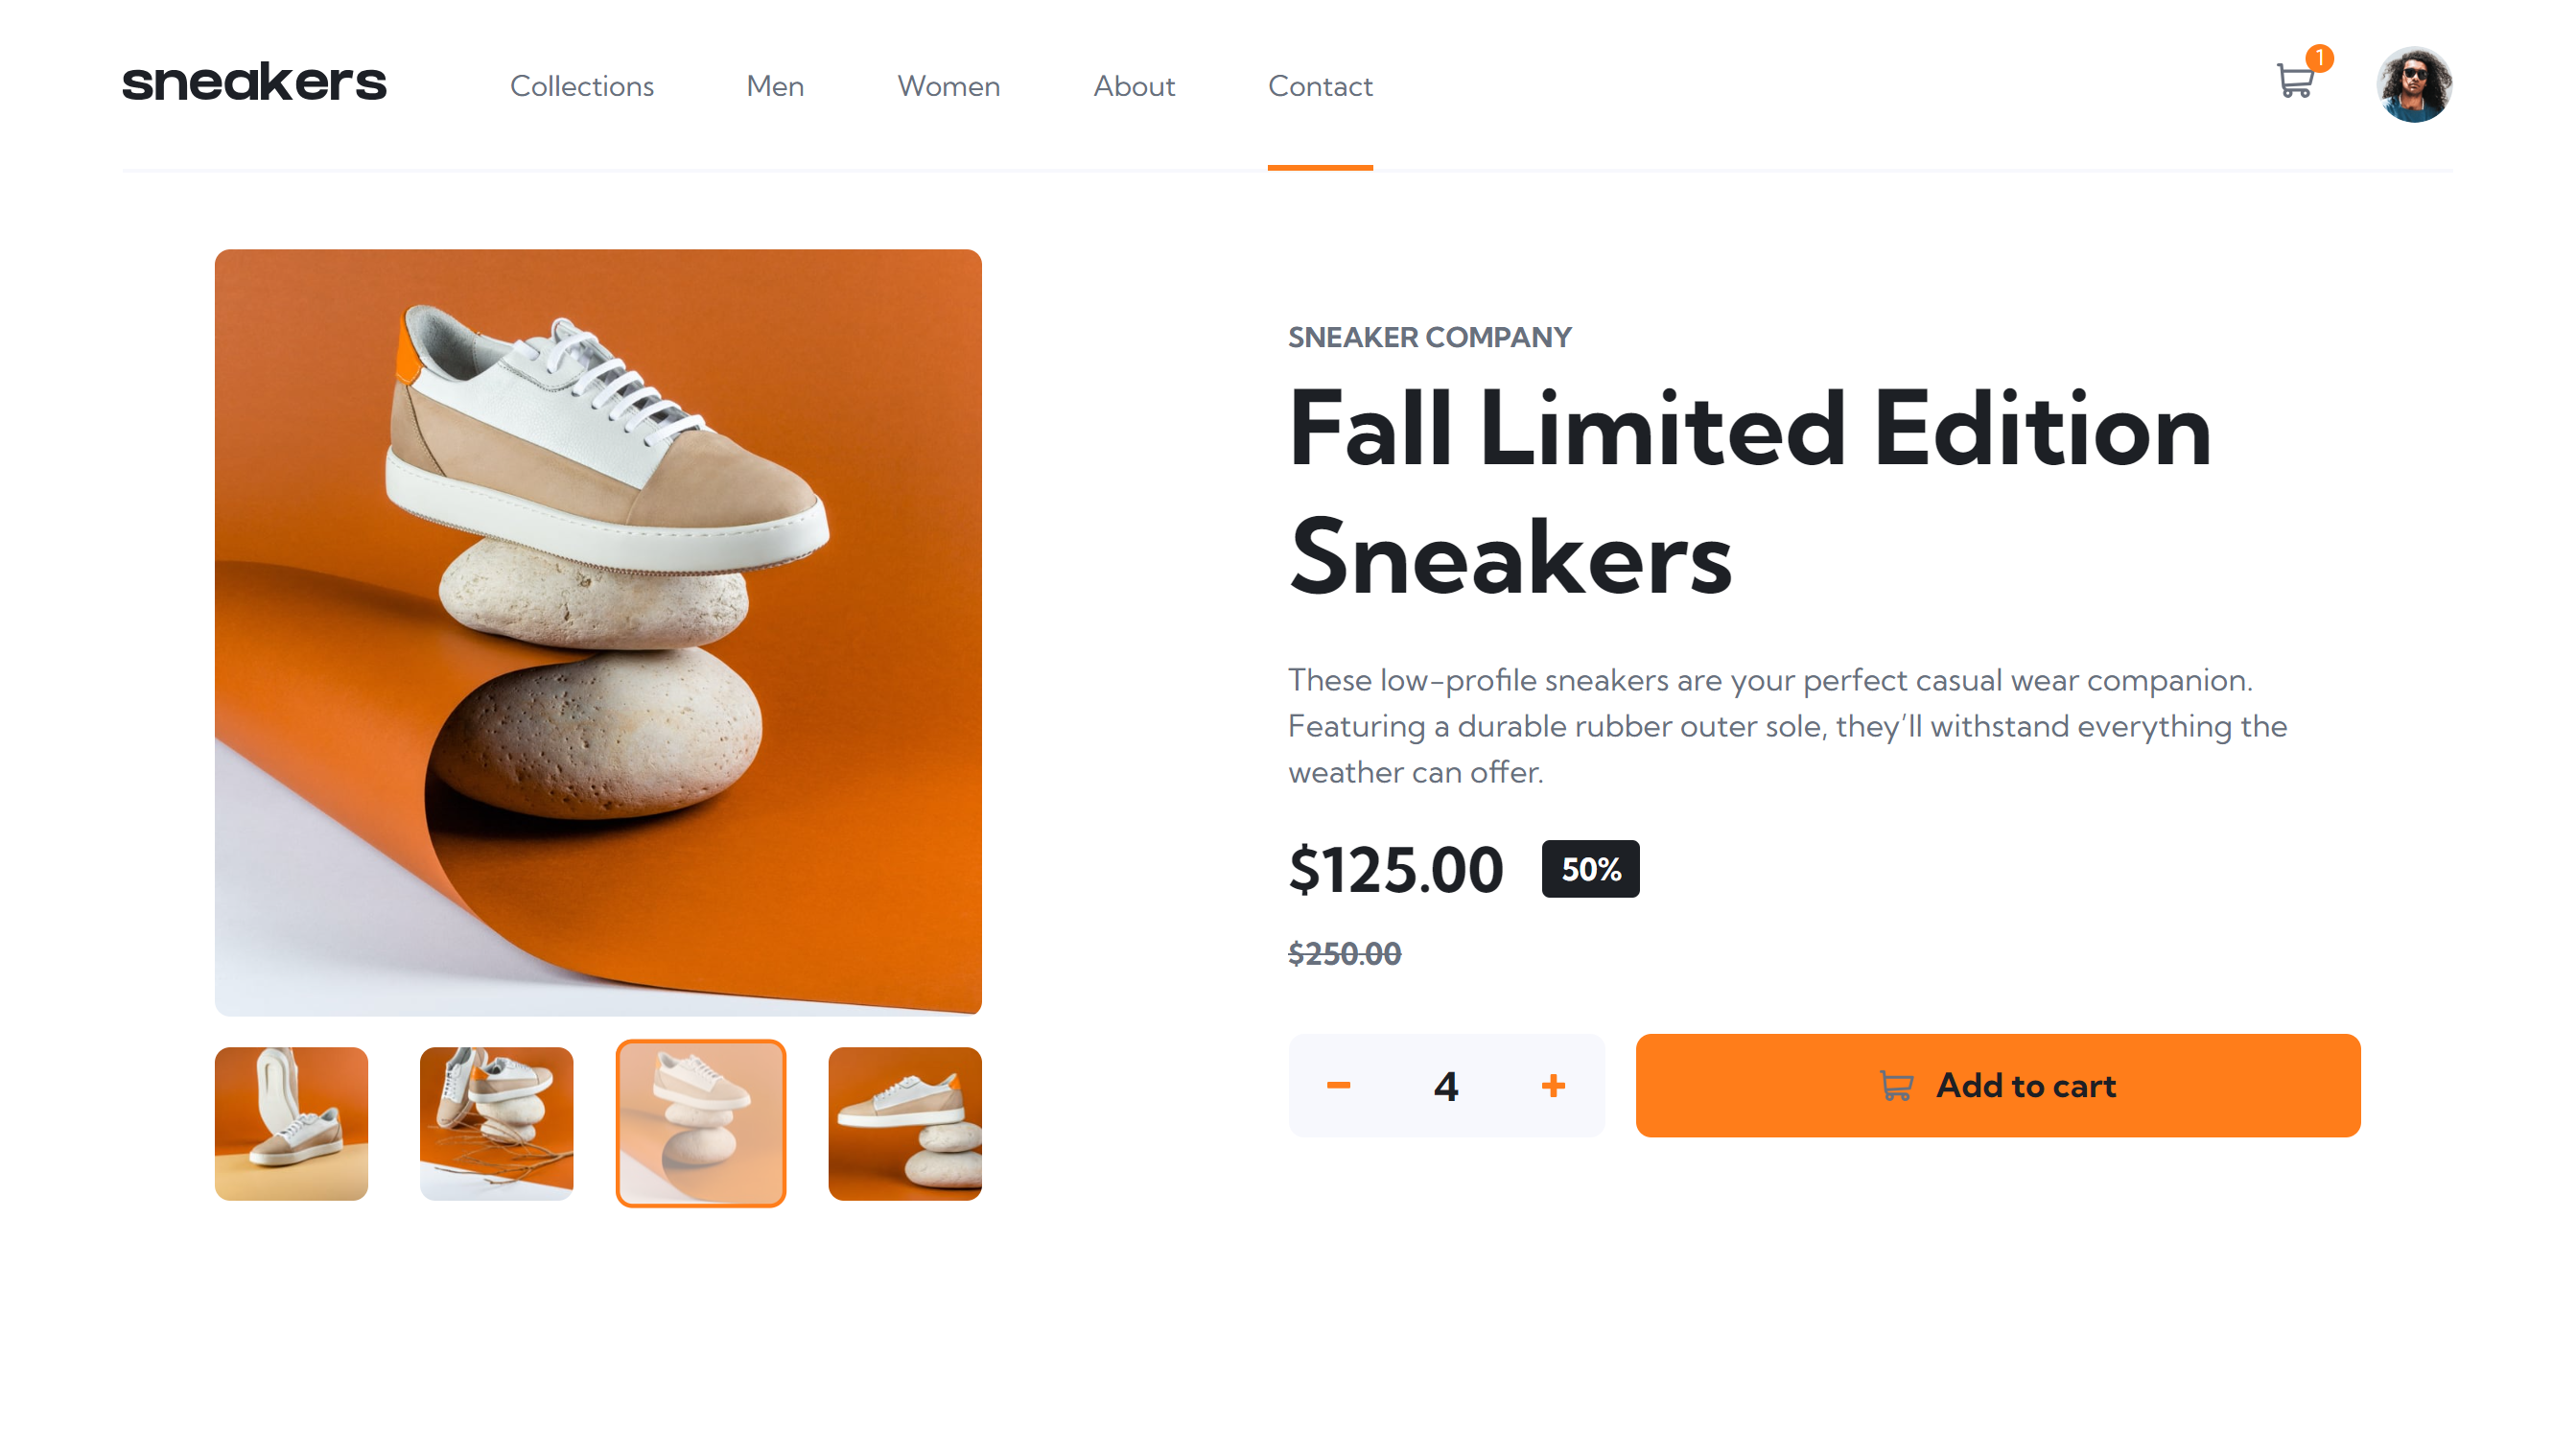 sneakers
Collections
Men
Women
About
Contact
1
SNEAKER COMPANY
Fall Limited Edition
Sneakers
These low-profile sneakers are your perfect casual wear companion.
Featuring a durable rubber outer sole, they’ll withstand everything the
weather can offer.
$125.00
50%
$250.00
4
Add to cart